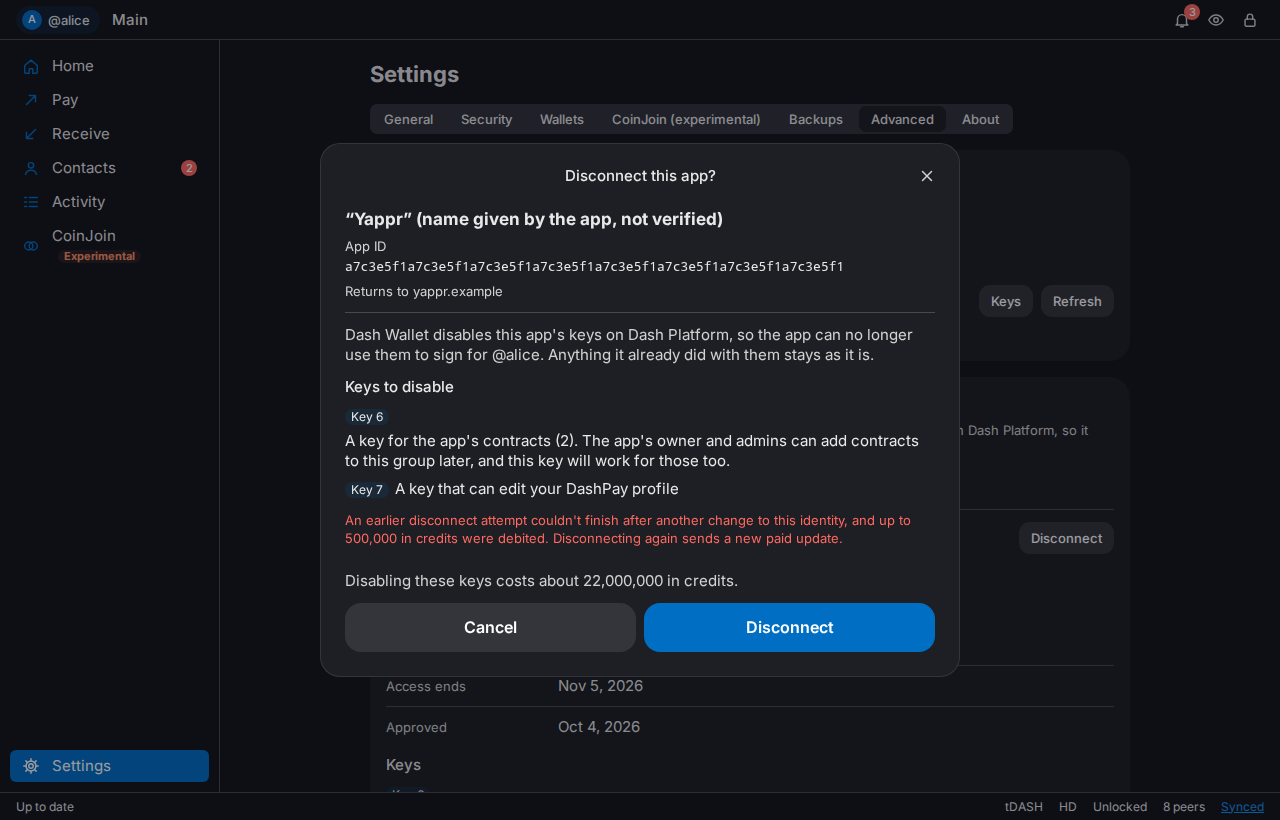 A @alice Main 3
Home
Pay
Receive
Contacts 2
Activity
CoinJoin
Experimental
Settings
Settings
General Security Wallets CoinJoin (experimental) Backups Advanced About
Keys Refresh
Dash Platform, so it
Disconnect
Disconnect this app?
“Yappr” (name given by the app, not verified)
App ID
a7c3e5f1a7c3e5f1a7c3e5f1a7c3e5f1a7c3e5f1a7c3e5f1a7c3e5f1a7c3e5f1
Returns to yappr.example
Dash Wallet disables this app's keys on Dash Platform, so the app can no longer
use them to sign for @alice. Anything it already did with them stays as it is.
Keys to disable
Key 6
A key for the app's contracts (2). The app's owner and admins can add contracts
to this group later, and this key will work for those too.
Key 7 A key that can edit your DashPay profile
An earlier disconnect attempt couldn't finish after another change to this identity, and up to
500,000 in credits were debited. Disconnecting again sends a new paid update.
Disabling these keys costs about 22,000,000 in credits.
Cancel Disconnect
Access ends Nov 5, 2026
Approved Oct 4, 2026
Keys
Up to date tDASH HD Unlocked 8 peers Synced